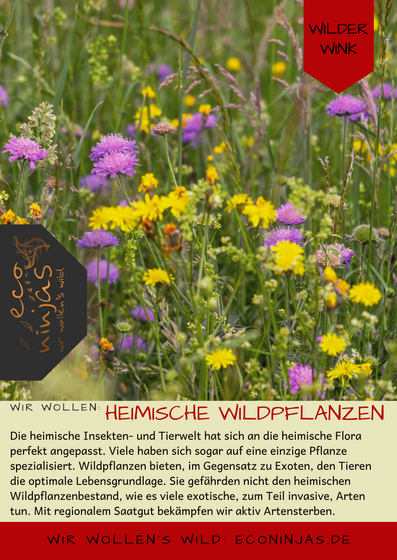 WILDER
WINK
eco
ninjas
wir wollen's wild
WIR WOLLEN: HEIMISCHE WILDPFLANZEN
Die heimische Insekten- und Tierwelt hat sich an die heimische Flora
perfekt angepasst. Viele haben sich sogar auf eine einzige Pflanze
spezialisiert. Wildpflanzen bieten, im Gegensatz zu Exoten, den Tieren
die optimale Lebensgrundlage. Sie gefährden nicht den heimischen
Wildpflanzenbestand, wie es viele exotische, zum Teil invasive, Arten
tun. Mit regionalem Saatgut bekämpfen wir aktiv Artensterben.
WIR WOLLEN'S WILD: ECONINJAS.DE